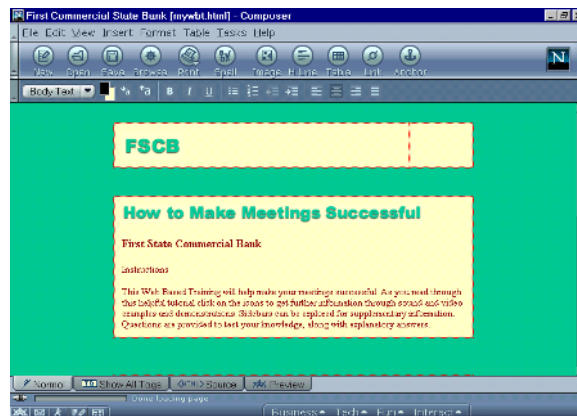 First Commercial State Bank [mywbt.html] - Composer
File Edit View Insert Format Table Tasks Help
New Open Save Browse Print Spell Image H.Line Table Link Anchor
Body Text B I U
FSCB
How to Make Meetings Successful
First State Commercial Bank
Instructions
This Web Based Training will help make your meetings successful. As you read through
this helpful tutorial click on the icons to get further information through sound and video
examples and demonstrations. Sidebars can be explored for supplementary information.
Questions are provided to test your knowledge, along with explanatory answers.
Normal Show All Tags <HTML> Source Preview
Done loading page
Business Tech Fun Interact